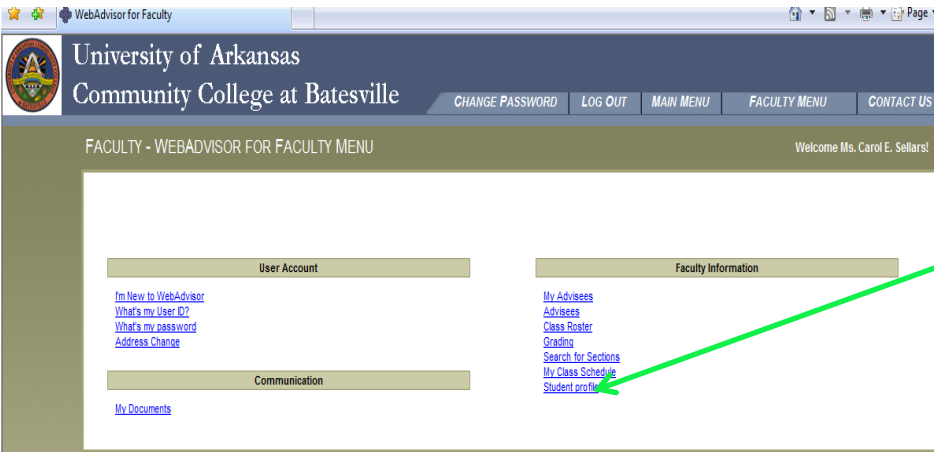 WebAdvisor for Faculty
Page
University of Arkansas
Community College at Batesville
CHANGE PASSWORD LOG OUT MAIN MENU FACULTY MENU CONTACT US
FACULTY - WEBADVISOR FOR FACULTY MENU
Welcome Ms. Carol E. Sellars!
User Account
I'm New to WebAdvisor
What's my User ID?
What's my password
Address Change
Communication
My Documents
Faculty Information
My Advisees
Advisees
Class Roster
Grading
Search for Sections
My Class Schedule
Student profile